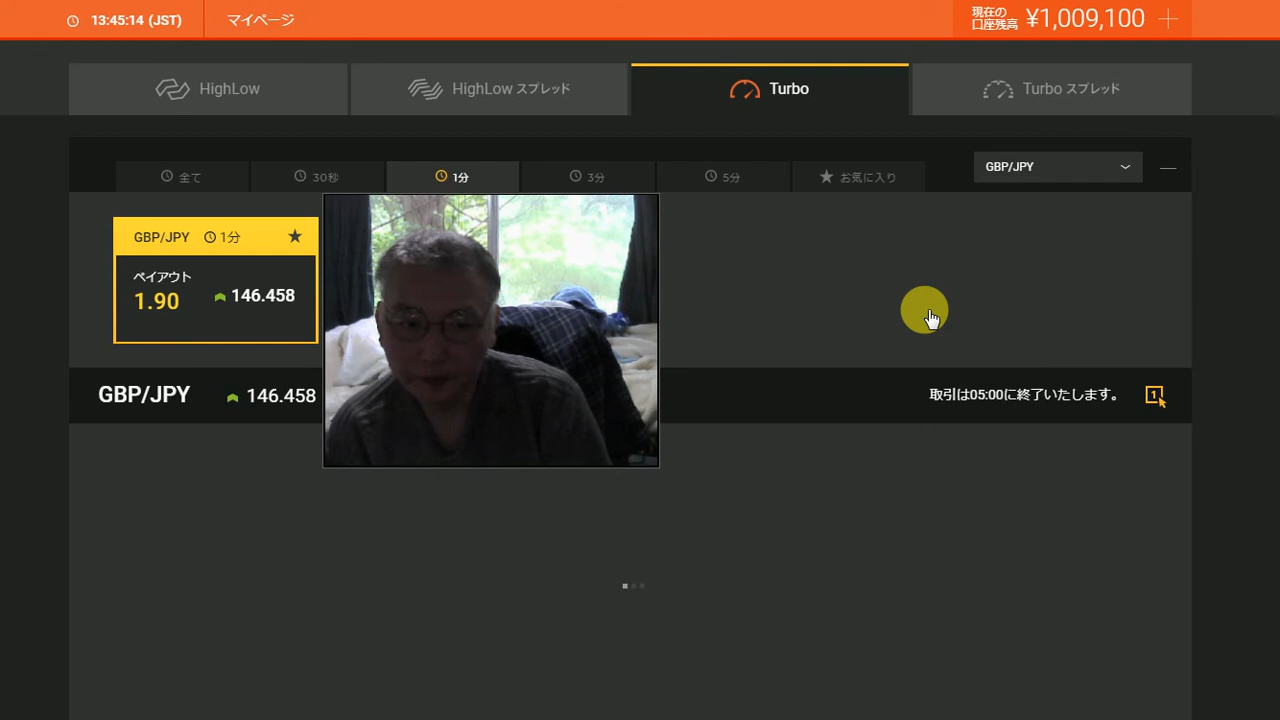 13:45:14 (JST)
マイページ
現在の
口座残高
¥1,009,100
HighLow
HighLow スプレッド
Turbo
Turbo スプレッド
全て
30秒
1分
3分
5分
お気に入り
GBP/JPY
GBP/JPY
1分
ペイアウト
1.90
146.458
GBP/JPY
146.458
取引は05:00に終了いたします。
1